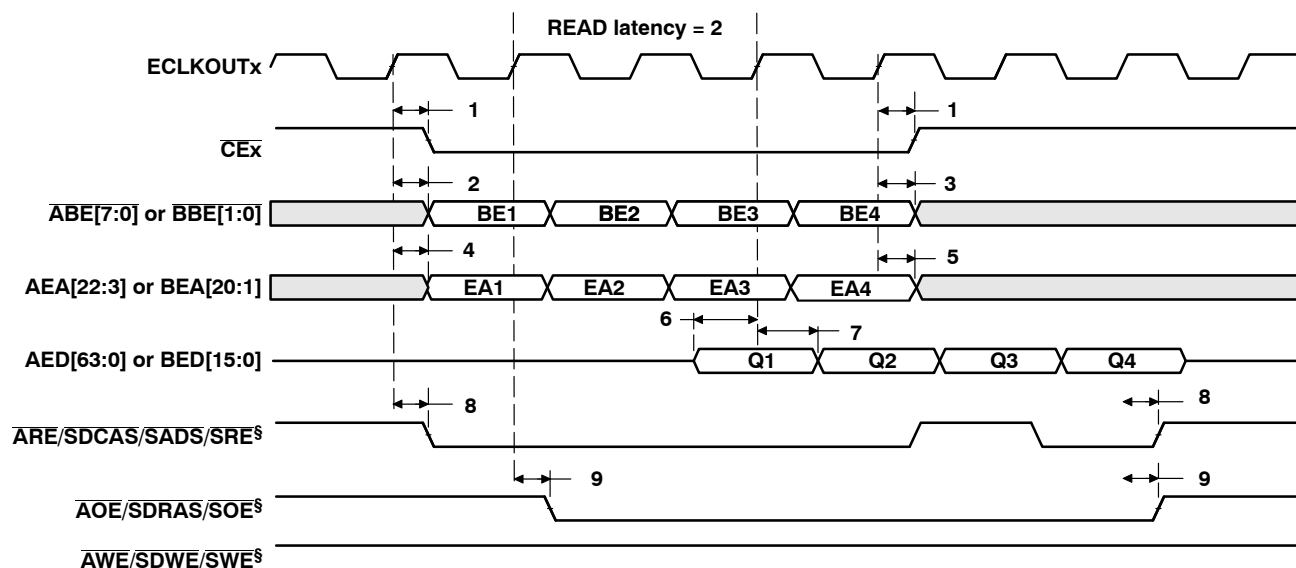 READ latency = 2
ECLKOUTx
1 1
CEx
2 3
ABE[7:0] or BBE[1:0] BE1 BE2 BE3 BE4
4 5
AEA[22:3] or BEA[20:1] EA1 EA2 EA3 EA4
6 7
AED[63:0] or BED[15:0] Q1 Q2 Q3 Q4
8 8
ARE/SDCAS/SADS/SRE§
9 9
AOE/SDRAS/SOE§
AWE/SDWE/SWE§